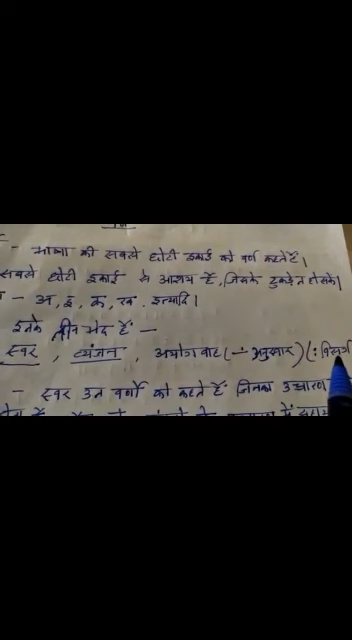 - भाषा की सबसे छोटी इकाई को वर्ण कहते हैं।
सबसे छोटी इकाई से आशय है, जिसके टुकड़े न हो सके।
- अ, इ, क, ख इत्यादि।
इसके तीन भेद हैं —
स्वर, व्यंजन, अयोगवाह (-ं अनुस्वार) (: विसर्ग
- स्वर उन वर्णों को कहते हैं जिनका उच्चारण